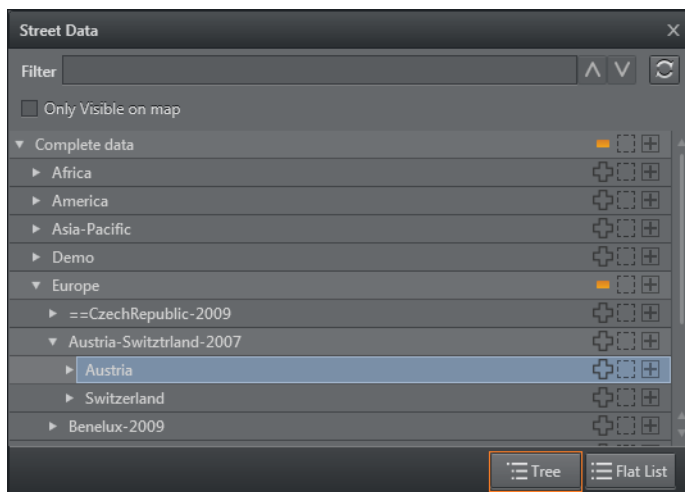 Street Data
Filter
Only Visible on map
Complete data
Africa
America
Asia-Pacific
Demo
Europe
==CzechRepublic-2009
Austria-Switztrland-2007
Austria
Switzerland
Benelux-2009
Tree Flat List